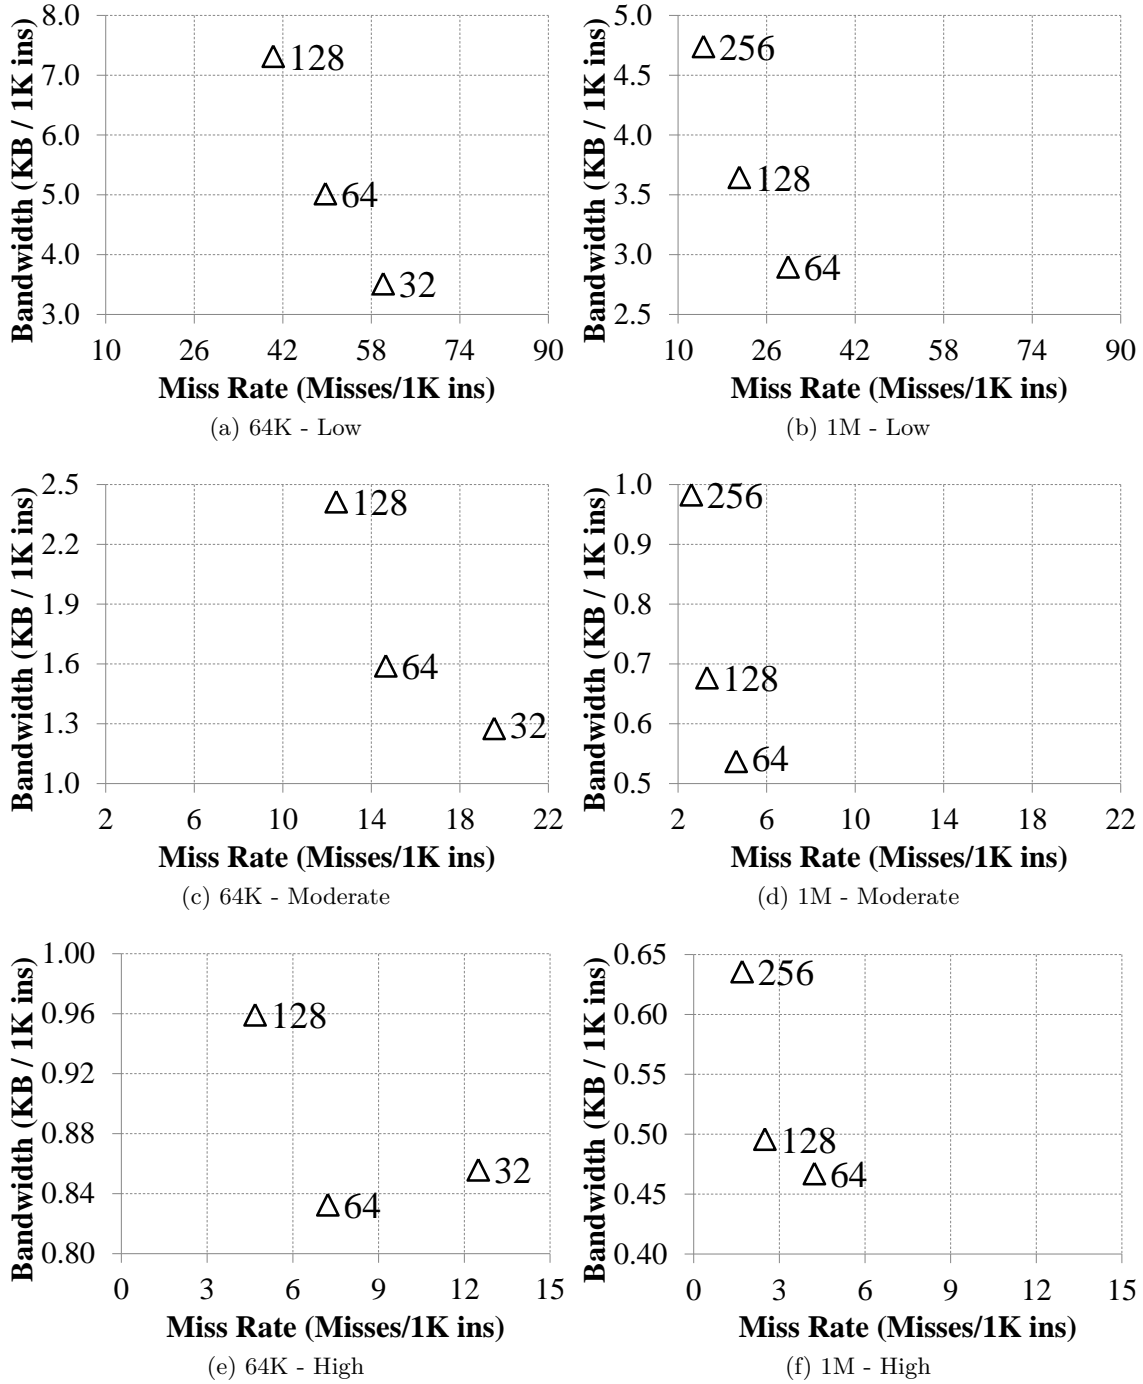 Bandwidth (KB / 1K ins)
8.0
7.0
6.0
5.0
4.0
3.0
128
64
32
10 26 42 58 74 90
Miss Rate (Misses/1K ins)
(a) 64K - Low
Bandwidth (KB / 1K ins)
5.0
4.5
4.0
3.5
3.0
2.5
256
128
64
10 26 42 58 74 90
Miss Rate (Misses/1K ins)
(b) 1M - Low
Bandwidth (KB / 1K ins)
2.5
2.2
1.9
1.6
1.3
1.0
128
64
32
2 6 10 14 18 22
Miss Rate (Misses/1K ins)
(c) 64K - Moderate
Bandwidth (KB / 1K ins)
1.0
0.9
0.8
0.7
0.6
0.5
256
128
64
2 6 10 14 18 22
Miss Rate (Misses/1K ins)
(d) 1M - Moderate
Bandwidth (KB / 1K ins)
1.00
0.96
0.92
0.88
0.84
0.80
128
32
64
0 3 6 9 12 15
Miss Rate (Misses/1K ins)
(e) 64K - High
Bandwidth (KB / 1K ins)
0.65
0.60
0.55
0.50
0.45
0.40
256
128
64
0 3 6 9 12 15
Miss Rate (Misses/1K ins)
(f) 1M - High